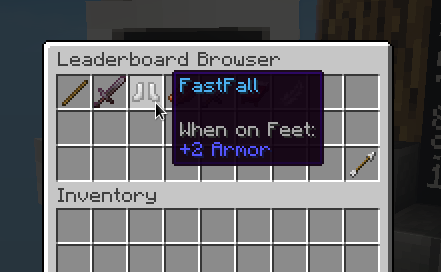 Leaderboard Browser
FastFall
When on Feet:
+2 Armor
Inventory